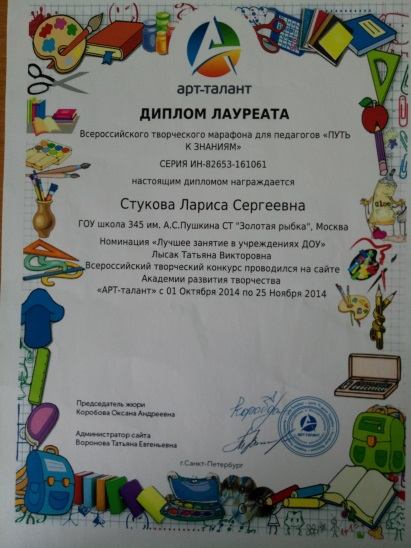 арт-талант
ДИПЛОМ ЛАУРЕАТА
Всероссийского творческого марафона для педагогов «ПУТЬ
К ЗНАНИЯМ»
СЕРИЯ ИН-82653-161061
настоящим дипломом награждается
Стукова Лариса Сергеевна
ГОУ школа 345 им. А.С.Пушкина СТ "Золотая рыбка", Москва
Номинация «Лучшее занятие в учреждениях ДОУ»
Лысак Татьяна Викторовна
Всероссийский творческий конкурс проводился на сайте
Академии развития творчества
«АРТ-талант» с 01 Октября 2014 по 25 Ноября 2014
Председатель жюри
Коробова Оксана Андреевна
Администратор сайта
Воронова Татьяна Евгеньевна
АРТ-ТАЛАНТ
г.Санкт-Петербург